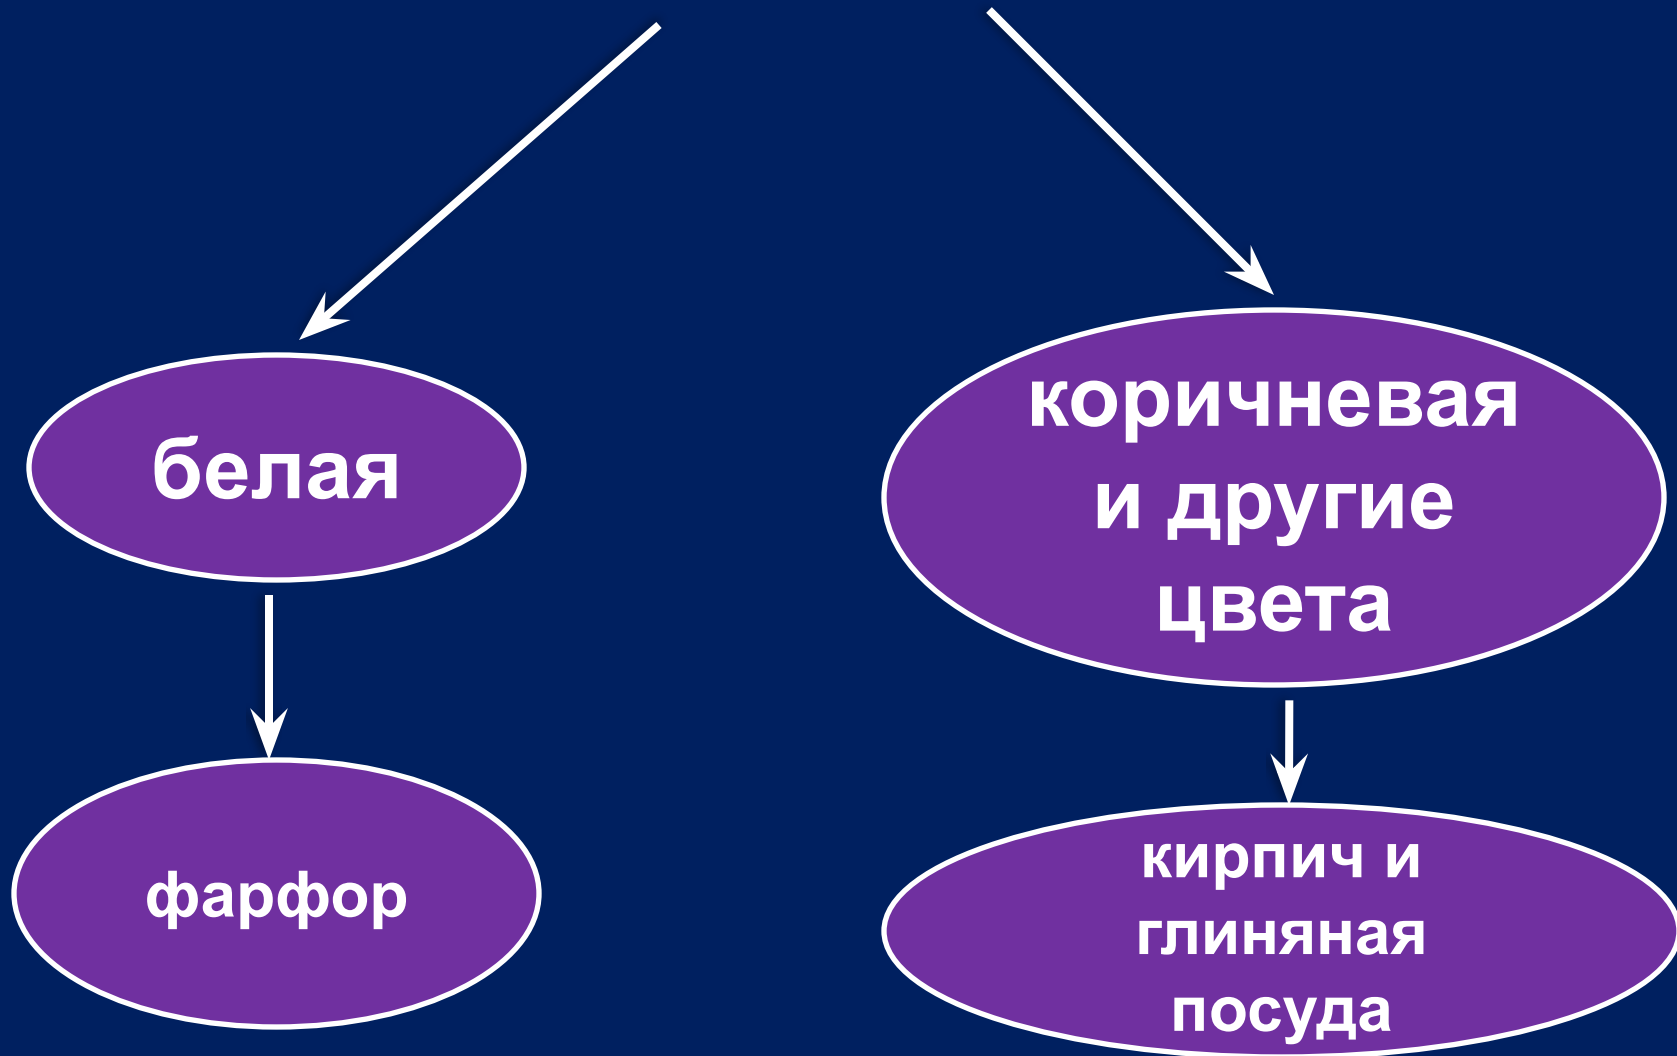 белая
коричневая
и другие
цвета
фарфор
кирпич и
глиняная
посуда